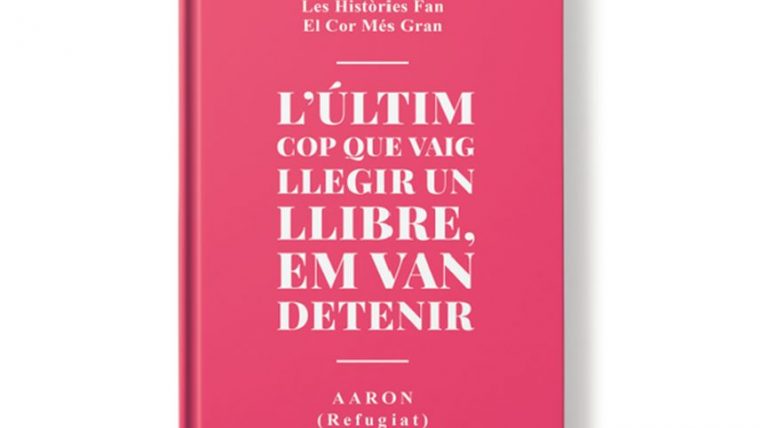 Les Històries Fan
El Cor Més Gran
L'ÚLTIM
COP QUE VAIG
LLEGIR UN
LLIBRE,
EM VAN
DETENIR
AARON
(Refugiat)